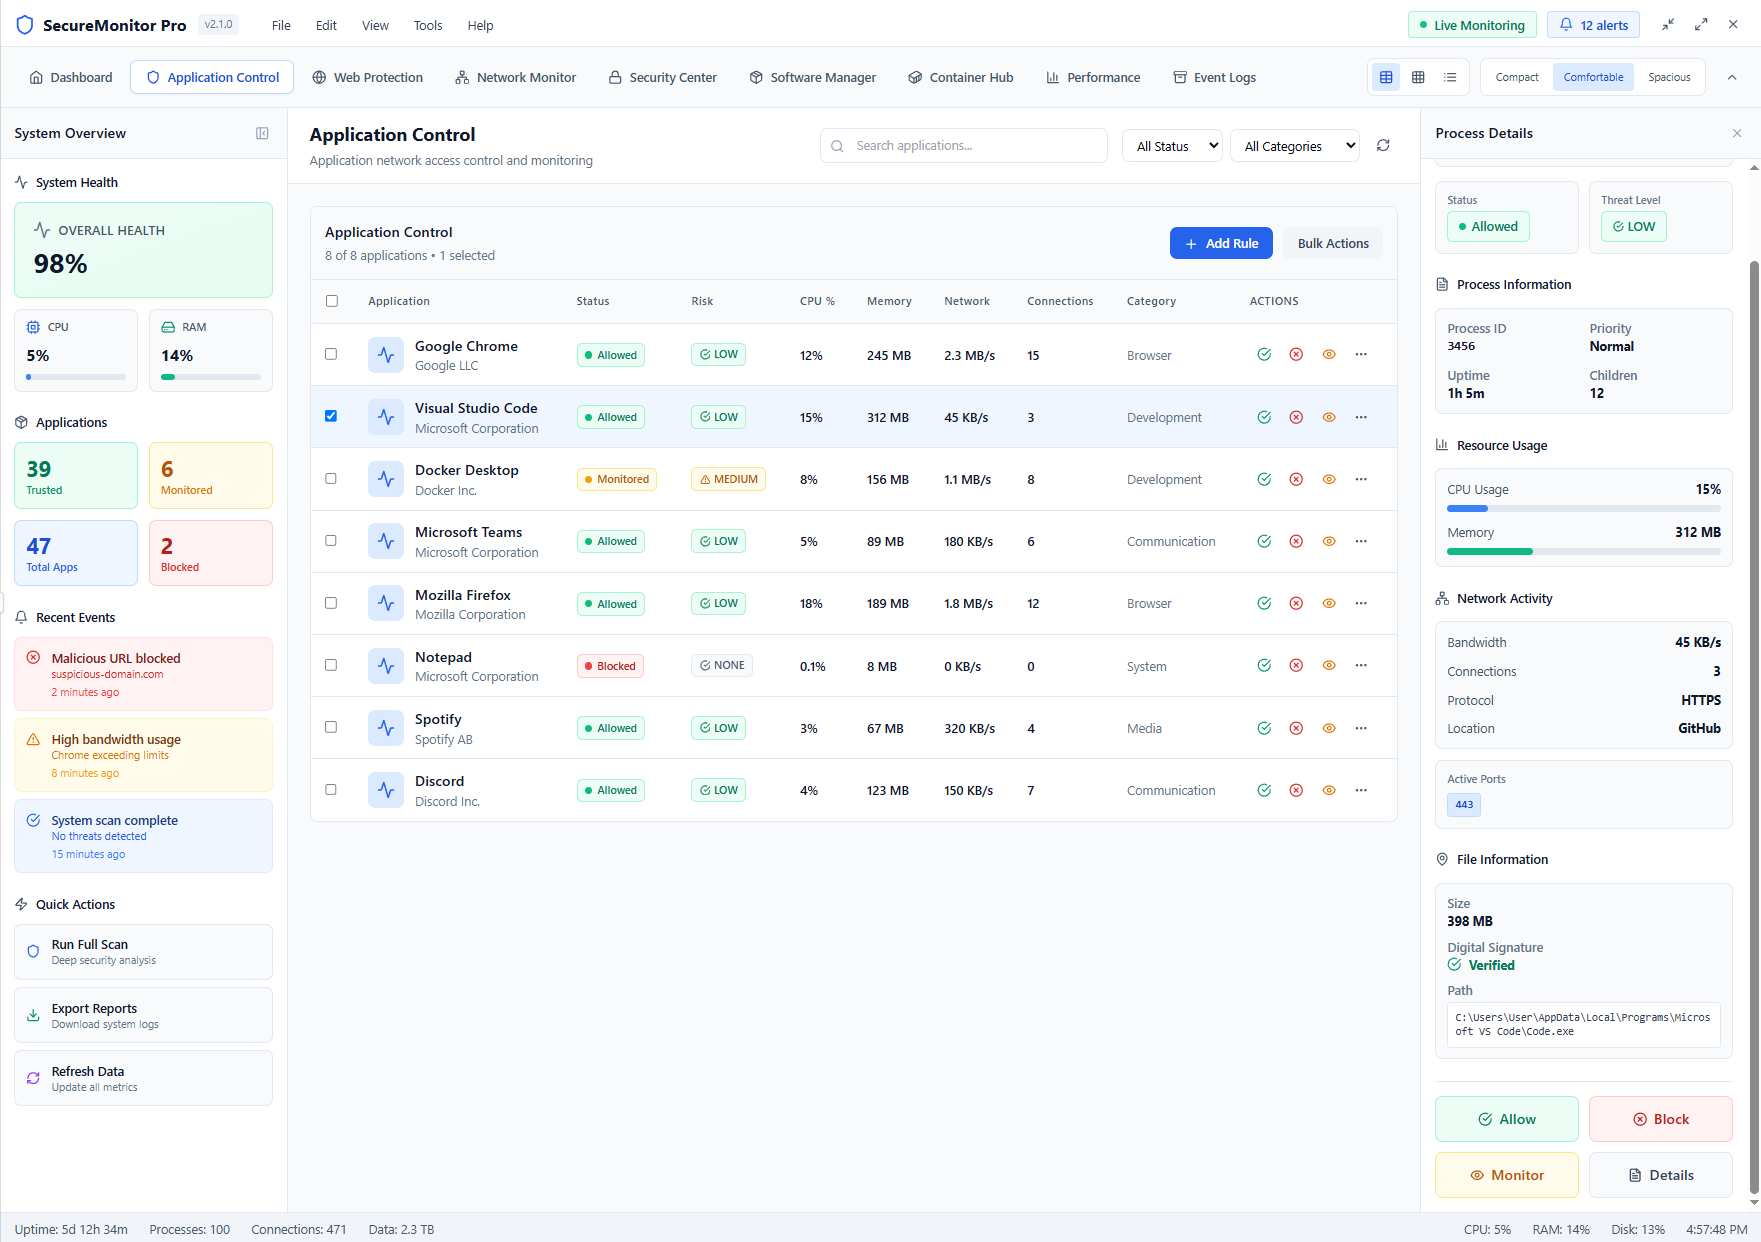 SecureMonitor Pro v2.1.0 File Edit View Tools Help Live Monitoring 12 alerts
Dashboard Application Control Web Protection Network Monitor Security Center Software Manager Container Hub Performance Event Logs Compact Comfortable Spacious
System Overview
System Health
OVERALL HEALTH
98%
CPU
5%
RAM
14%
Applications
39
Trusted
6
Monitored
47
Total Apps
2
Blocked
Recent Events
Malicious URL blocked
suspicious-domain.com
2 minutes ago
High bandwidth usage
Chrome exceeding limits
8 minutes ago
System scan complete
No threats detected
15 minutes ago
Quick Actions
Run Full Scan
Deep security analysis
Export Reports
Download system logs
Refresh Data
Update all metrics
Application Control
Application network access control and monitoring
Search applications...
All Status
All Categories
Application Control
8 of 8 applications • 1 selected
Add Rule
Bulk Actions
Application Status Risk CPU % Memory Network Connections Category ACTIONS
Google Chrome
Google LLC
Allowed LOW 12% 245 MB 2.3 MB/s 15 Browser
Visual Studio Code
Microsoft Corporation
Allowed LOW 15% 312 MB 45 KB/s 3 Development
Docker Desktop
Docker Inc.
Monitored MEDIUM 8% 156 MB 1.1 MB/s 8 Development
Microsoft Teams
Microsoft Corporation
Allowed LOW 5% 89 MB 180 KB/s 6 Communication
Mozilla Firefox
Mozilla Corporation
Allowed LOW 18% 189 MB 1.8 MB/s 12 Browser
Notepad
Microsoft Corporation
Blocked NONE 0.1% 8 MB 0 KB/s 0 System
Spotify
Spotify AB
Allowed LOW 3% 67 MB 320 KB/s 4 Media
Discord
Discord Inc.
Allowed LOW 4% 123 MB 150 KB/s 7 Communication
Process Details
Status
Allowed
Threat Level
LOW
Process Information
Process ID
3456
Priority
Normal
Uptime
1h 5m
Children
12
Resource Usage
CPU Usage 15%
Memory 312 MB
Network Activity
Bandwidth 45 KB/s
Connections 3
Protocol HTTPS
Location GitHub
Active Ports
443
File Information
Size
398 MB
Digital Signature
Verified
Path
C:\Users\User\AppData\Local\Programs\Micros
oft VS Code\Code.exe
Allow
Block
Monitor
Details
Uptime: 5d 12h 34m Processes: 100 Connections: 471 Data: 2.3 TB CPU: 5% RAM: 14% Disk: 13% 4:57:48 PM